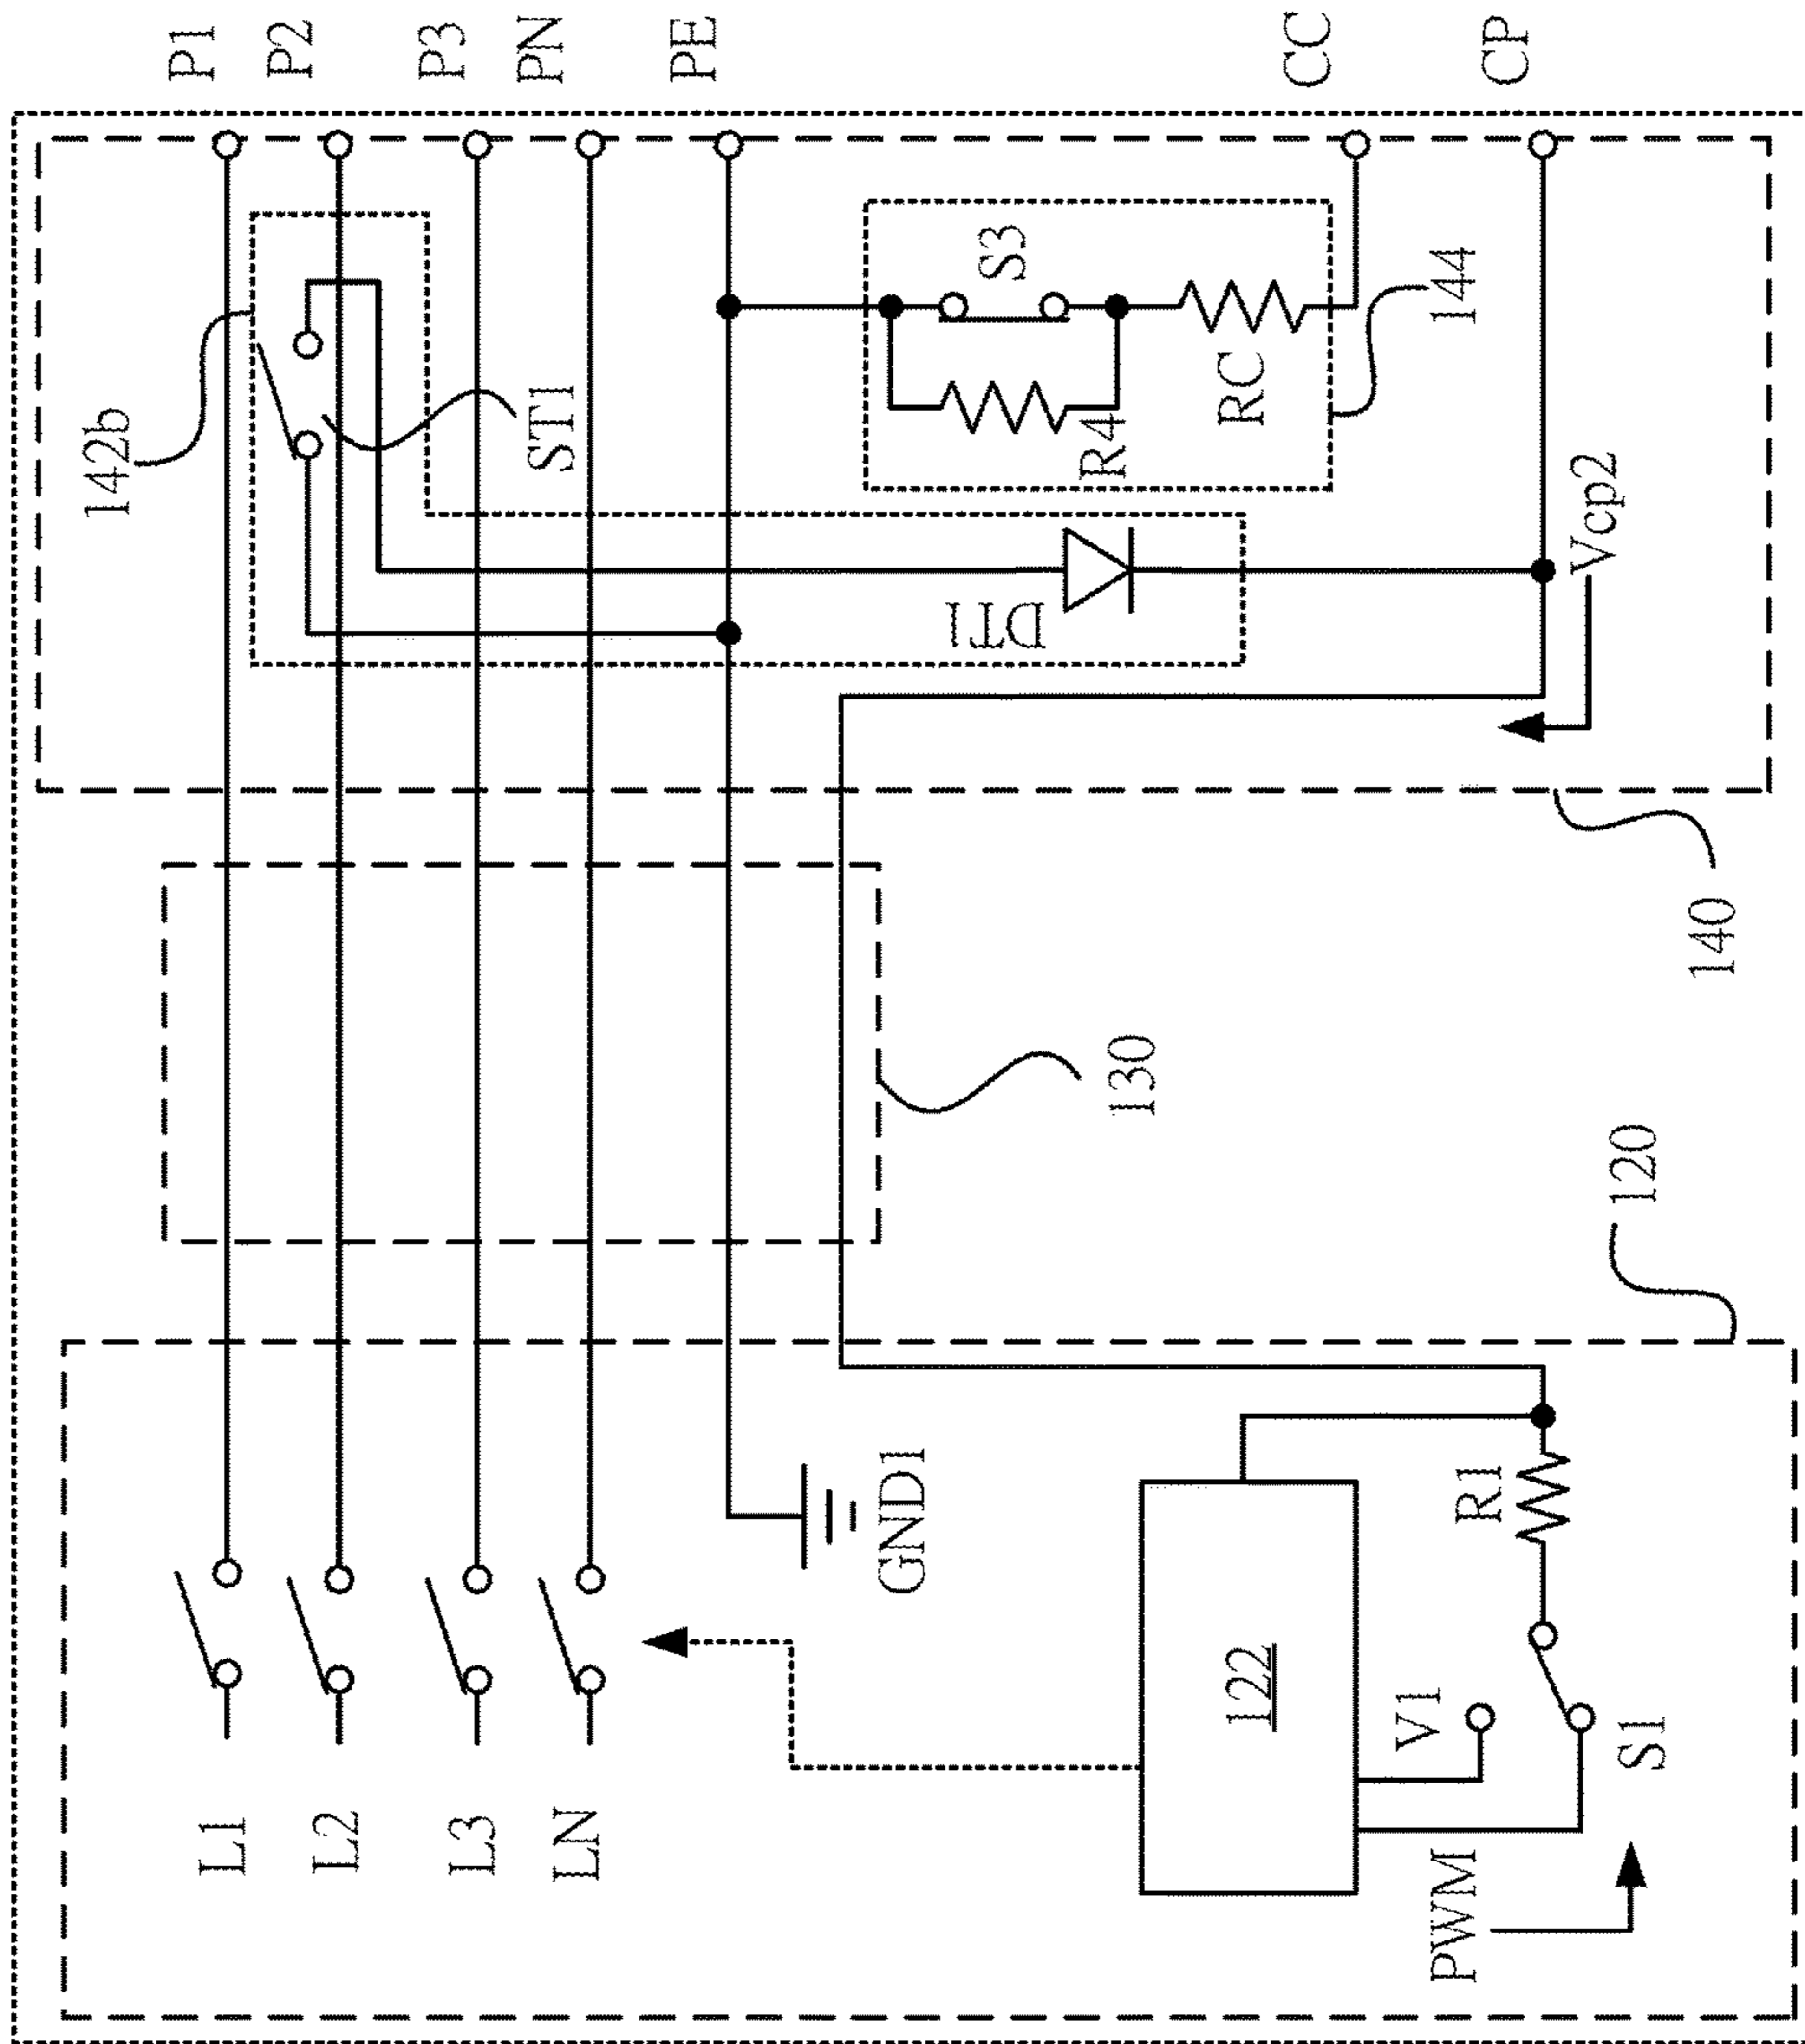 P1
P2
P3
PN
PE
CC
CP
142b
ST1
S3
R4
RC
144
DT1
Vcp2
140
130
120
L1
L2
L3
LN
GND1
122
V1
R1
S1
PWM